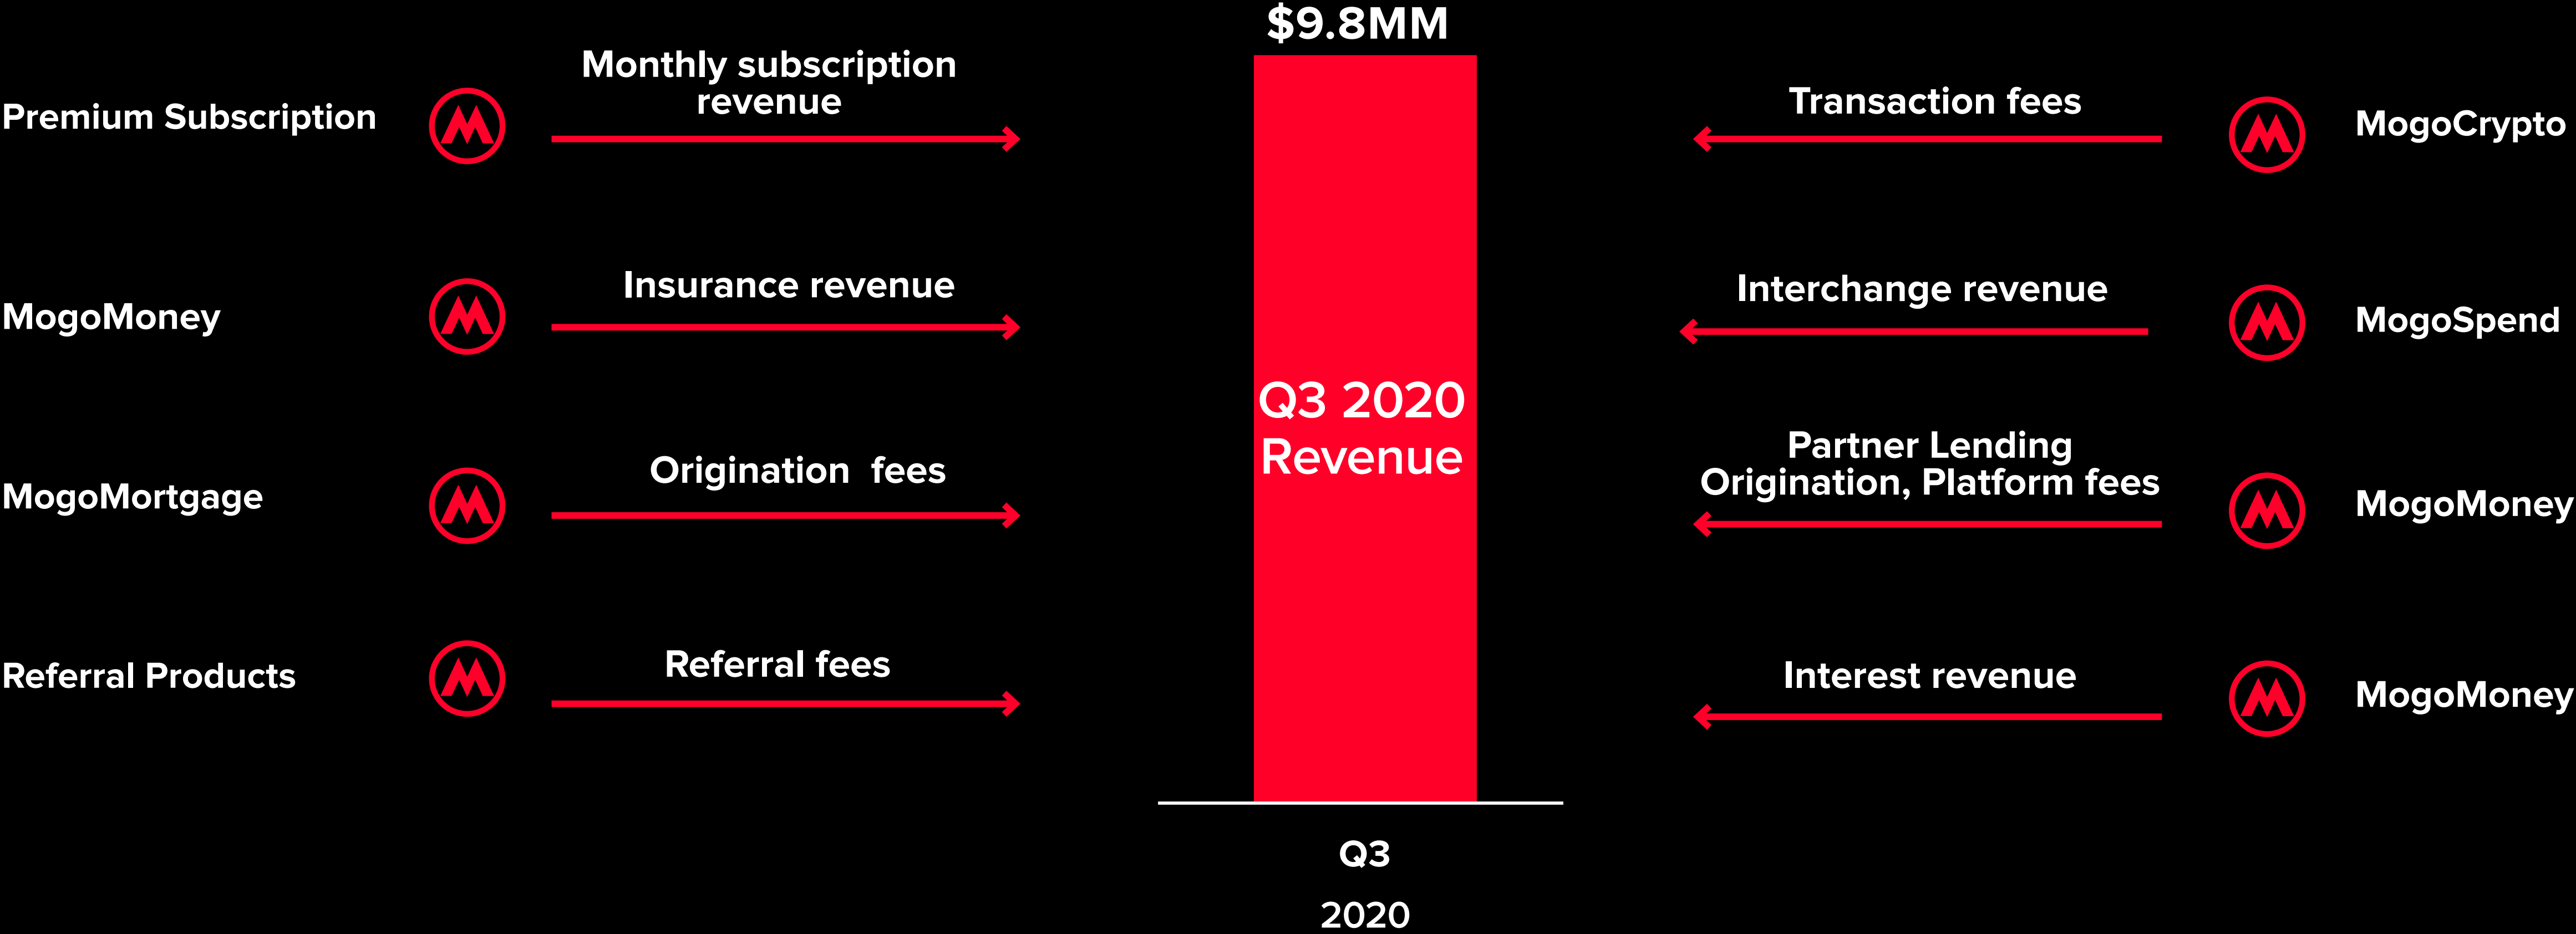 $9.8MM
Premium Subscription
Monthly subscription
revenue
MogoMoney
Insurance revenue
MogoMortgage
Origination  fees
Referral Products
Referral fees
Q3 2020
Revenue
Q3
2020
Transaction fees
MogoCrypto
Interchange revenue
MogoSpend
Partner Lending
Origination, Platform fees
MogoMoney
Interest revenue
MogoMoney